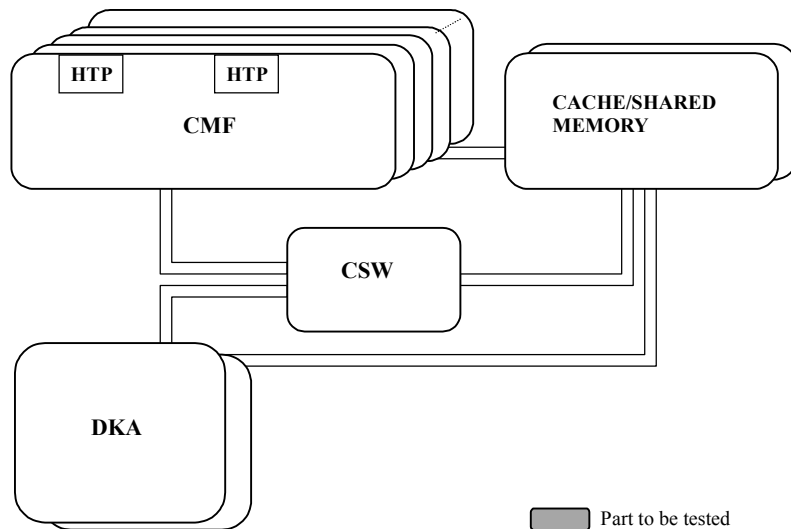 HTP HTP
CMF
CACHE/SHARED
MEMORY
CSW
DKA
Part to be tested